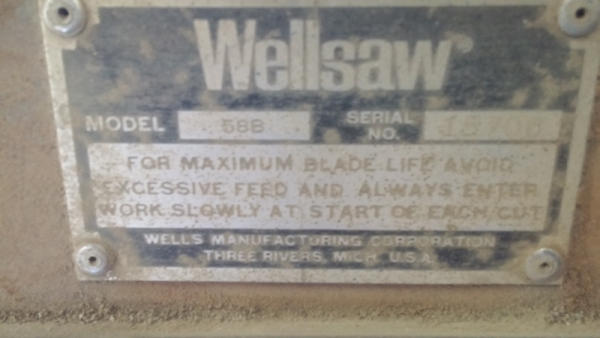 Wellsaw
MODEL 58B SERIAL NO.
FOR MAXIMUM BLADE LIFE AVOID
EXCESSIVE FEED AND ALWAYS ENTER
WORK SLOWLY AT START OF EACH CUT
WELLS MANUFACTURING CORPORATION
THREE RIVERS, MICH. U.S.A.